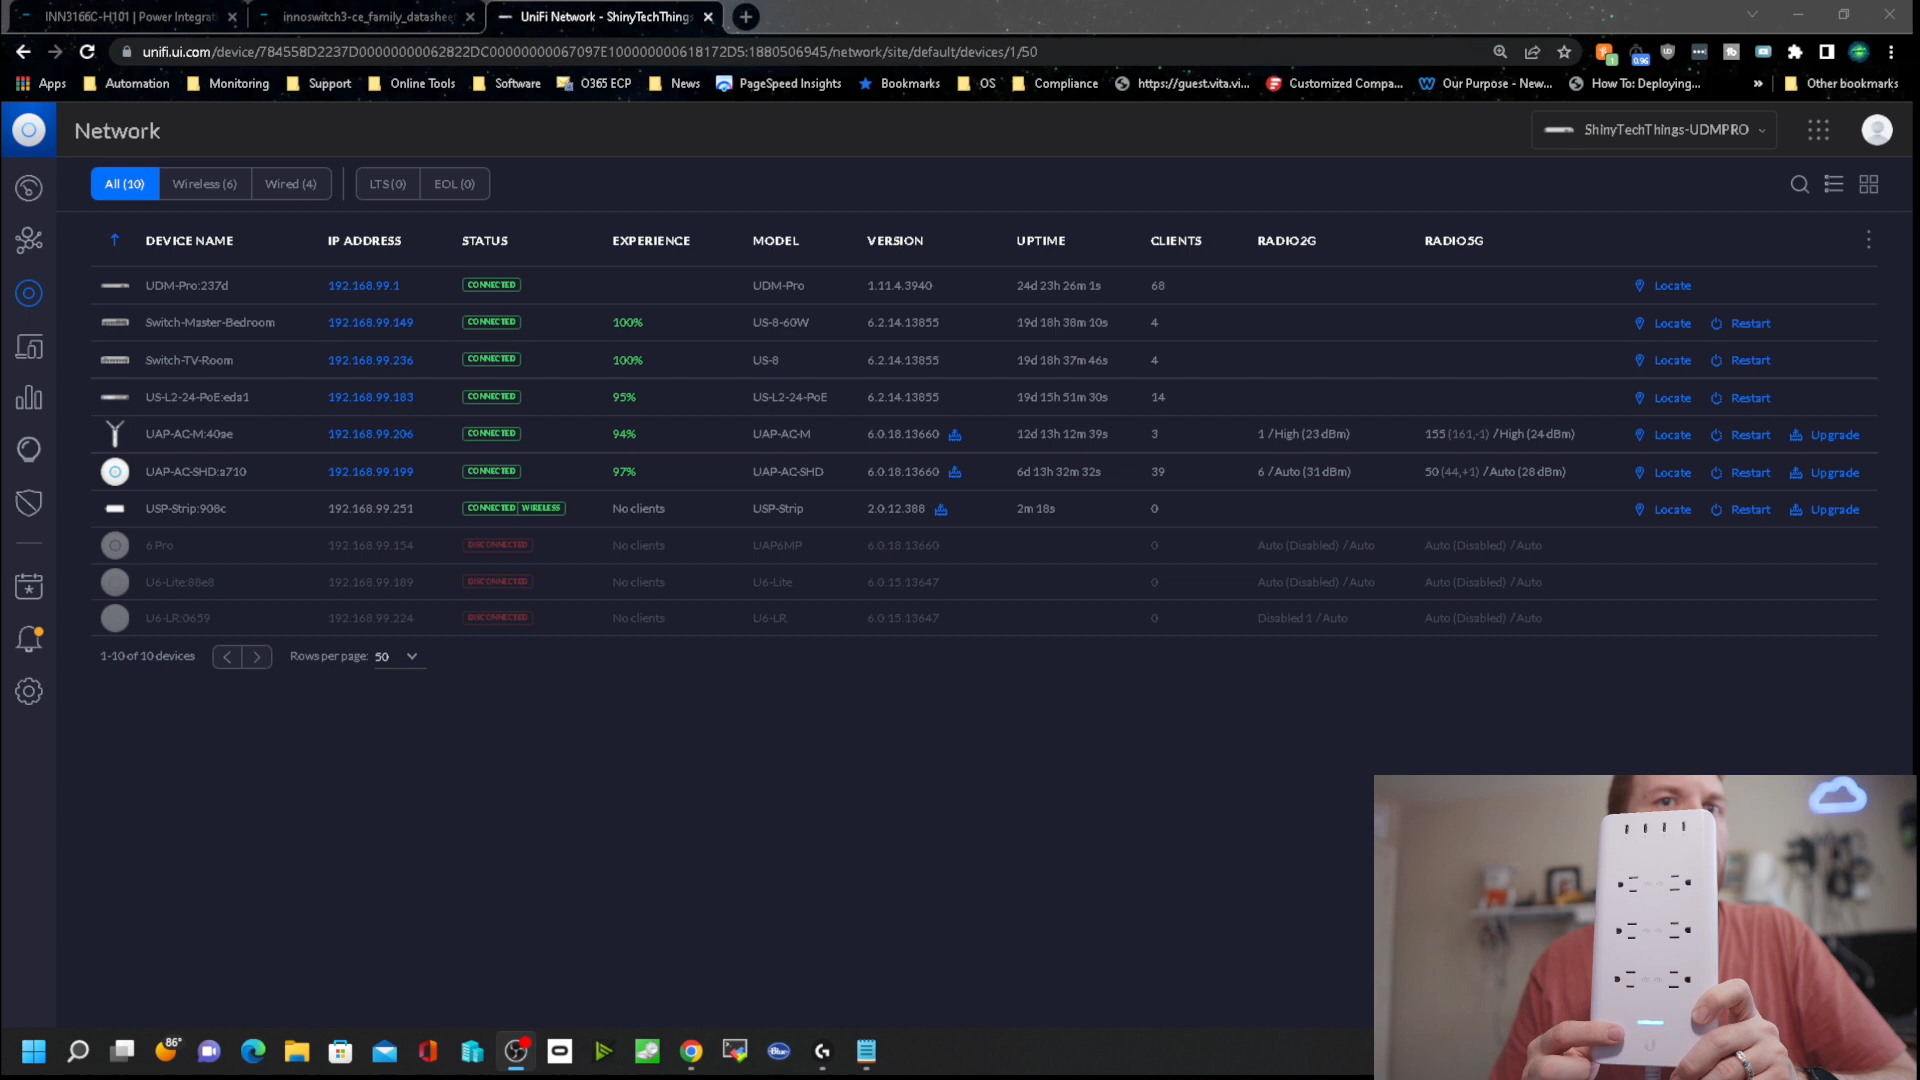 INN3166C-H101 | Power Integrati
innoswitch3-ce_family_datashee
UniFi Network - ShinyTechThings
unifi.ui.com/device/784558D2237D00000000062822DC00000000067097E100000000618172D5:1880506945/network/site/default/devices/1/50
1
0.96
Apps Automation Monitoring Support Online Tools Software O365 ECP News PageSpeed Insights Bookmarks OS Compliance https://guest.vita.vi... Customized Compa... Our Purpose - New... How To: Deploying... » Other bookmarks
Network ShinyTechThings-UDMPRO
All (10) Wireless (6) Wired (4) LTS (0) EOL (0)
DEVICE NAME IP ADDRESS STATUS EXPERIENCE MODEL VERSION UPTIME CLIENTS RADIO2G RADIO5G
UDM-Pro:237d 192.168.99.1 CONNECTED UDM-Pro 1.11.4.3940 24d 23h 26m 1s 68 Locate
Switch-Master-Bedroom 192.168.99.149 CONNECTED 100% US-8-60W 6.2.14.13855 19d 18h 38m 10s 4 Locate Restart
Switch-TV-Room 192.168.99.236 CONNECTED 100% US-8 6.2.14.13855 19d 18h 37m 46s 4 Locate Restart
US-L2-24-PoE:eda1 192.168.99.183 CONNECTED 95% US-L2-24-PoE 6.2.14.13855 19d 15h 51m 30s 14 Locate Restart
UAP-AC-M:40ae 192.168.99.206 CONNECTED 94% UAP-AC-M 6.0.18.13660 12d 13h 12m 39s 3 1 /High (23 dBm) 155 (161,-1) /High (24 dBm) Locate Restart Upgrade
UAP-AC-SHD:a710 192.168.99.199 CONNECTED 97% UAP-AC-SHD 6.0.18.13660 6d 13h 32m 32s 39 6 /Auto (31 dBm) 50 (44,+1) /Auto (28 dBm) Locate Restart Upgrade
USP-Strip:908c 192.168.99.251 CONNECTED WIRELESS No clients USP-Strip 2.0.12.388 2m 18s 0 Locate Restart Upgrade
6 Pro 192.168.99.154 DISCONNECTED No clients UAP6MP 6.0.18.13660 0 Auto (Disabled) /Auto Auto (Disabled) /Auto
U6-Lite:88e8 192.168.99.189 DISCONNECTED No clients U6-Lite 6.0.15.13647 0 Auto (Disabled) /Auto Auto (Disabled) /Auto
U6-LR:0659 192.168.99.224 DISCONNECTED No clients U6-LR 6.0.15.13647 0 Disabled 1 /Auto Auto (Disabled) /Auto
1-10 of 10 devices Rows per page: 50
86°
Blue